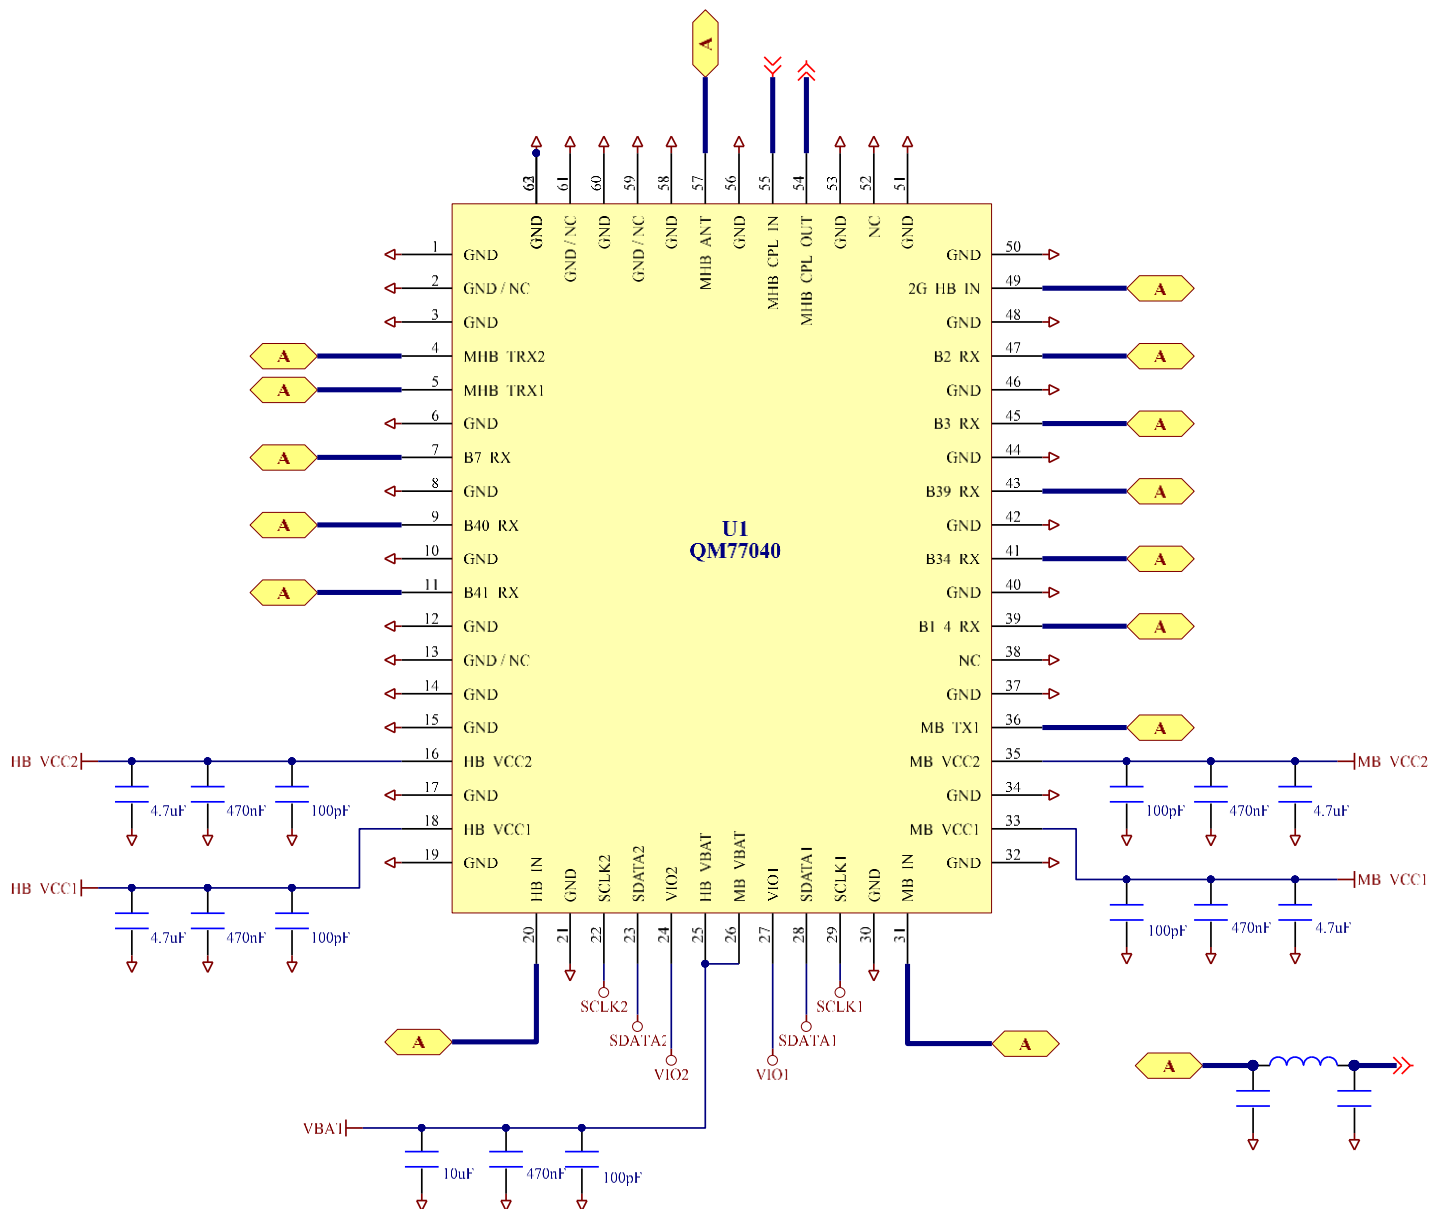 A
62 61 60 59 58 57 56 55 54 53 52 51
GND GND / NC GND GND / NC GND MHB ANT GND MHB CPL IN MHB CPL OUT GND NC GND
1 GND GND 50
2 GND / NC 2G HB IN 49 A
3 GND GND 48
A 4 MHB TRX2 B2 RX 47 A
A 5 MHB TRX1 GND 46
6 GND B3 RX 45 A
A 7 B7 RX GND 44
8 GND B39 RX 43 A
A 9 B40 RX GND 42
U1
QM77040
10 GND B34 RX 41 A
A 11 B41 RX GND 40
12 GND B1 4 RX 39 A
13 GND / NC NC 38
14 GND GND 37
15 GND MB TX1 36 A
HB VCC2 16 HB VCC2 MB VCC2 35 MB VCC2
17 GND GND 34
4.7uF 470nF 100pF 100pF 470nF 4.7uF
18 HB VCC1 MB VCC1 33
19 GND GND 32
HB VCC1 MB VCC1
HB IN GND SCLK2 SDATA2 VIO2 HB VBAT MB VBAT VIO1 SDATA1 SCLK1 GND MB IN
4.7uF 470nF 100pF 100pF 470nF 4.7uF
20 21 22 23 24 25 26 27 28 29 30 31
SCLK2 SCLK1
A SDATA2 SDATA1 A
VIO2 VIO1 A
VBAT
10uF 470nF 100pF